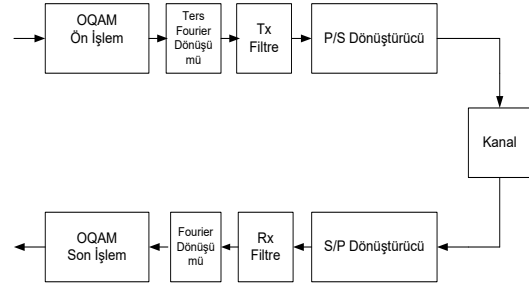 OQAM
Ön İşlem
Ters
Fourier
Dönüşü
mü
Tx
Filtre
P/S Dönüştürücü
Kanal
OQAM
Son İşlem
Fourier
Dönüşü
mü
Rx
Filtre
S/P Dönüştürücü